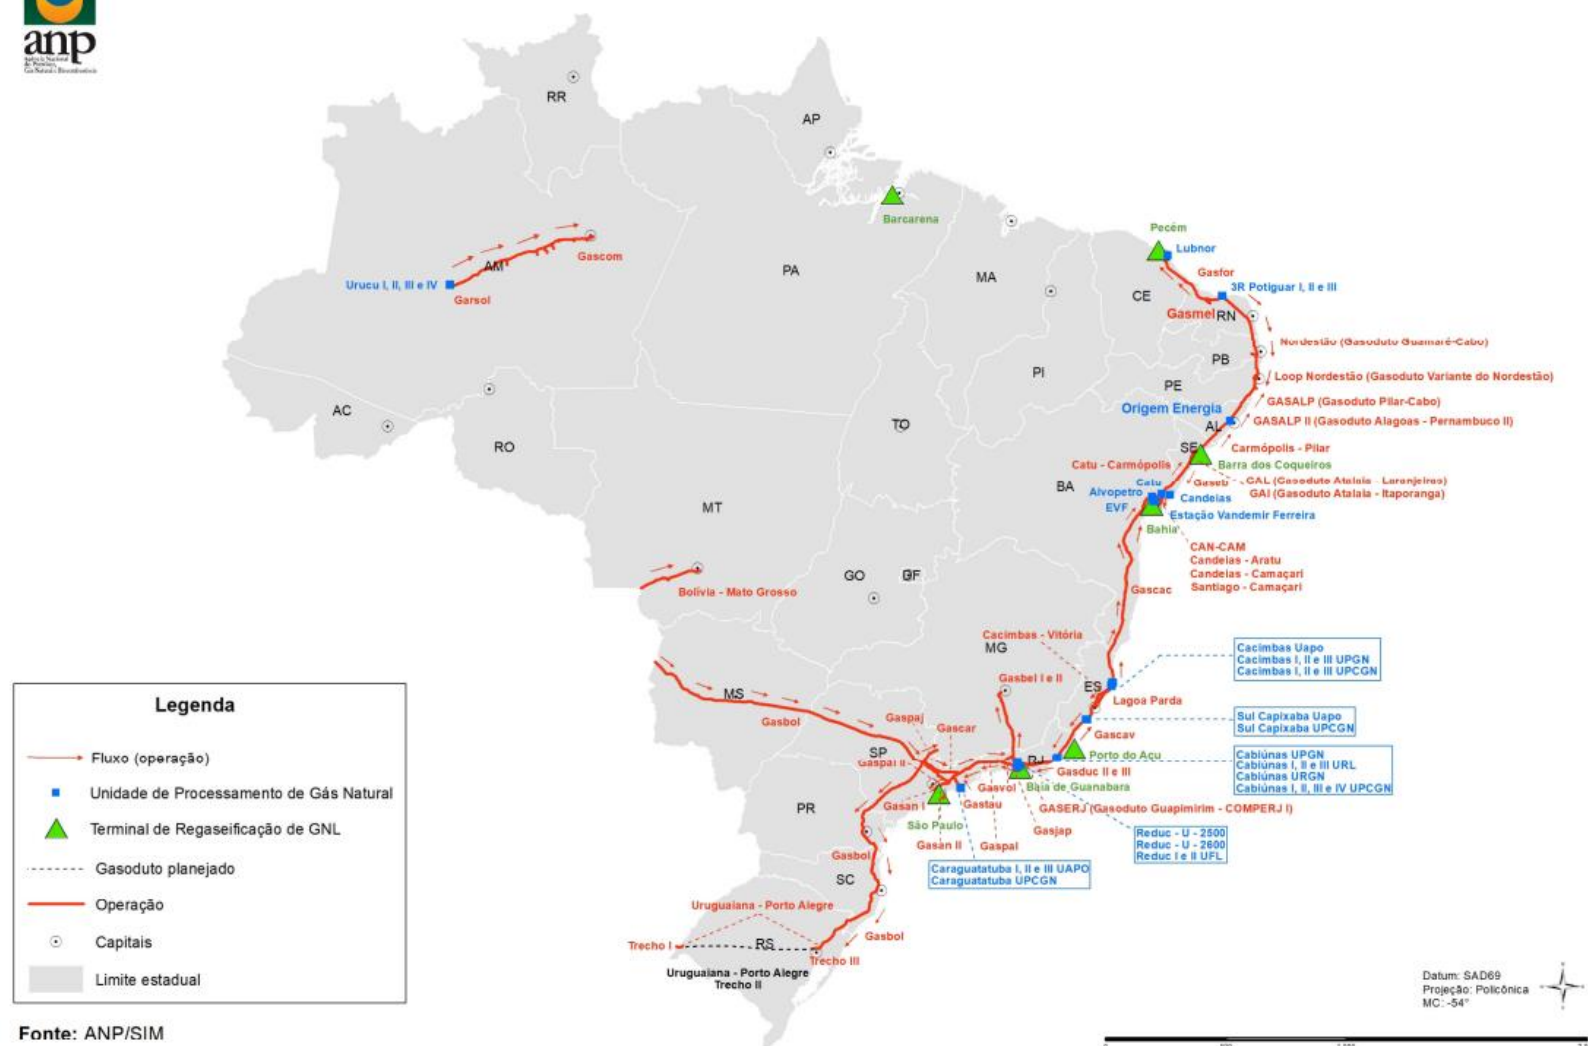 anp
RR
AP
Barcarena
Pecém
Lubnor
Gascom
AM
Urucu I, II, III e IV
Garsol
PA
MA
CE
Gasfor
3R Potiguar I, II e III
Gasmel
RN
Nordestão (Gasoduto Guamaré-Cabo)
PB
PI
PE
Loop Nordestão (Gasoduto Variante do Nordestão)
GASALP (Gasoduto Pilar-Cabo)
Origem Energia
GASALP II (Gasoduto Alagoas - Pernambuco II)
AL
AC
RO
TO
SE
Carmópolis - Pilar
Catu - Carmópolis
Barra dos Coqueiros
BA
Catu
Gaseb
GAL (Gasoduto Atalaia - Laranjeiras)
Alvopetro
GAI (Gasoduto Atalaia - Itaporanga)
Candeias
EVF
Estação Vandemir Ferreira
Bahia
MT
CAN-CAM
Candeias - Aratu
Candeias - Camaçari
Santiago - Camaçari
GO
DF
Gascac
Bolívia - Mato Grosso
Cacimbas - Vitória
MG
Cacimbas Uapo
Cacimbas I, II e III UPGN
Cacimbas I, II e III UPCGN
Gasbel I e II
ES
Lagoa Parda
MS
Gasbol
Gaspaj
Gascar
Sul Capixaba Uapo
Sul Capixaba UPCGN
Gascav
SP
Gaspal II
RJ
Porto do Açu
Gasduc II e III
Cabiúnas UPGN
Cabiúnas I, II e III URL
Cabiúnas URGN
Cabiúnas I, II, III e IV UPCGN
Gasvol
Baia de Guanabara
PR
Gasan I
Gastau
GASERJ (Gasoduto Guapimirim - COMPERJ I)
São Paulo
Gasjap
Gasan II
Gaspal
Reduc - U - 2500
Reduc - U - 2600
Reduc I e II UFL
Gasbol
Caraguatatuba I, II e III UAPO
Caraguatatuba UPCGN
SC
Uruguaiana - Porto Alegre
Gasbol
Trecho I
RS
Trecho III
Uruguaiana - Porto Alegre
Trecho II
Legenda
Fluxo (operação)
Unidade de Processamento de Gás Natural
Terminal de Regaseificação de GNL
Gasoduto planejado
Operação
Capitais
Limite estadual
Datum: SAD69
Projeção: Policônica
MC: -54°
Fonte: ANP/SIM